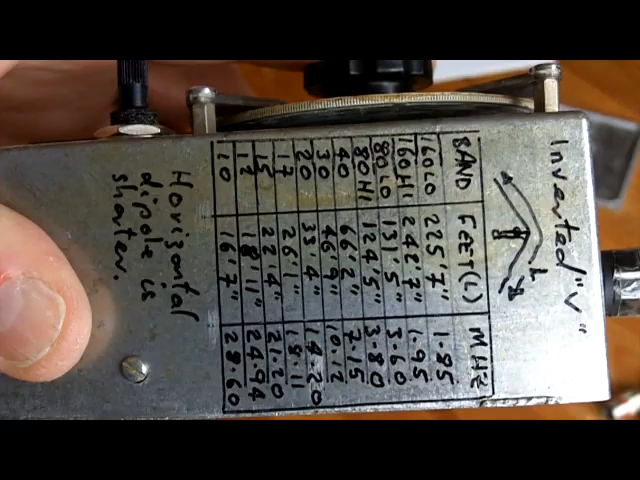 Inverted "V"
L
BAND FEET(L) MHZ
160LO 225'7" 1.85
160HI 242'7" 1.95
80LO 131'5" 3.60
80HI 124'5" 3.80
40 66'2" 7.15
30 46'9" 10.12
20 33'4" 14.20
17 26'1" 18.11
15 22'4" 21.20
12 18'11" 24.94
10 16'7" 28.60
Horizontal
dipole is
shorter.